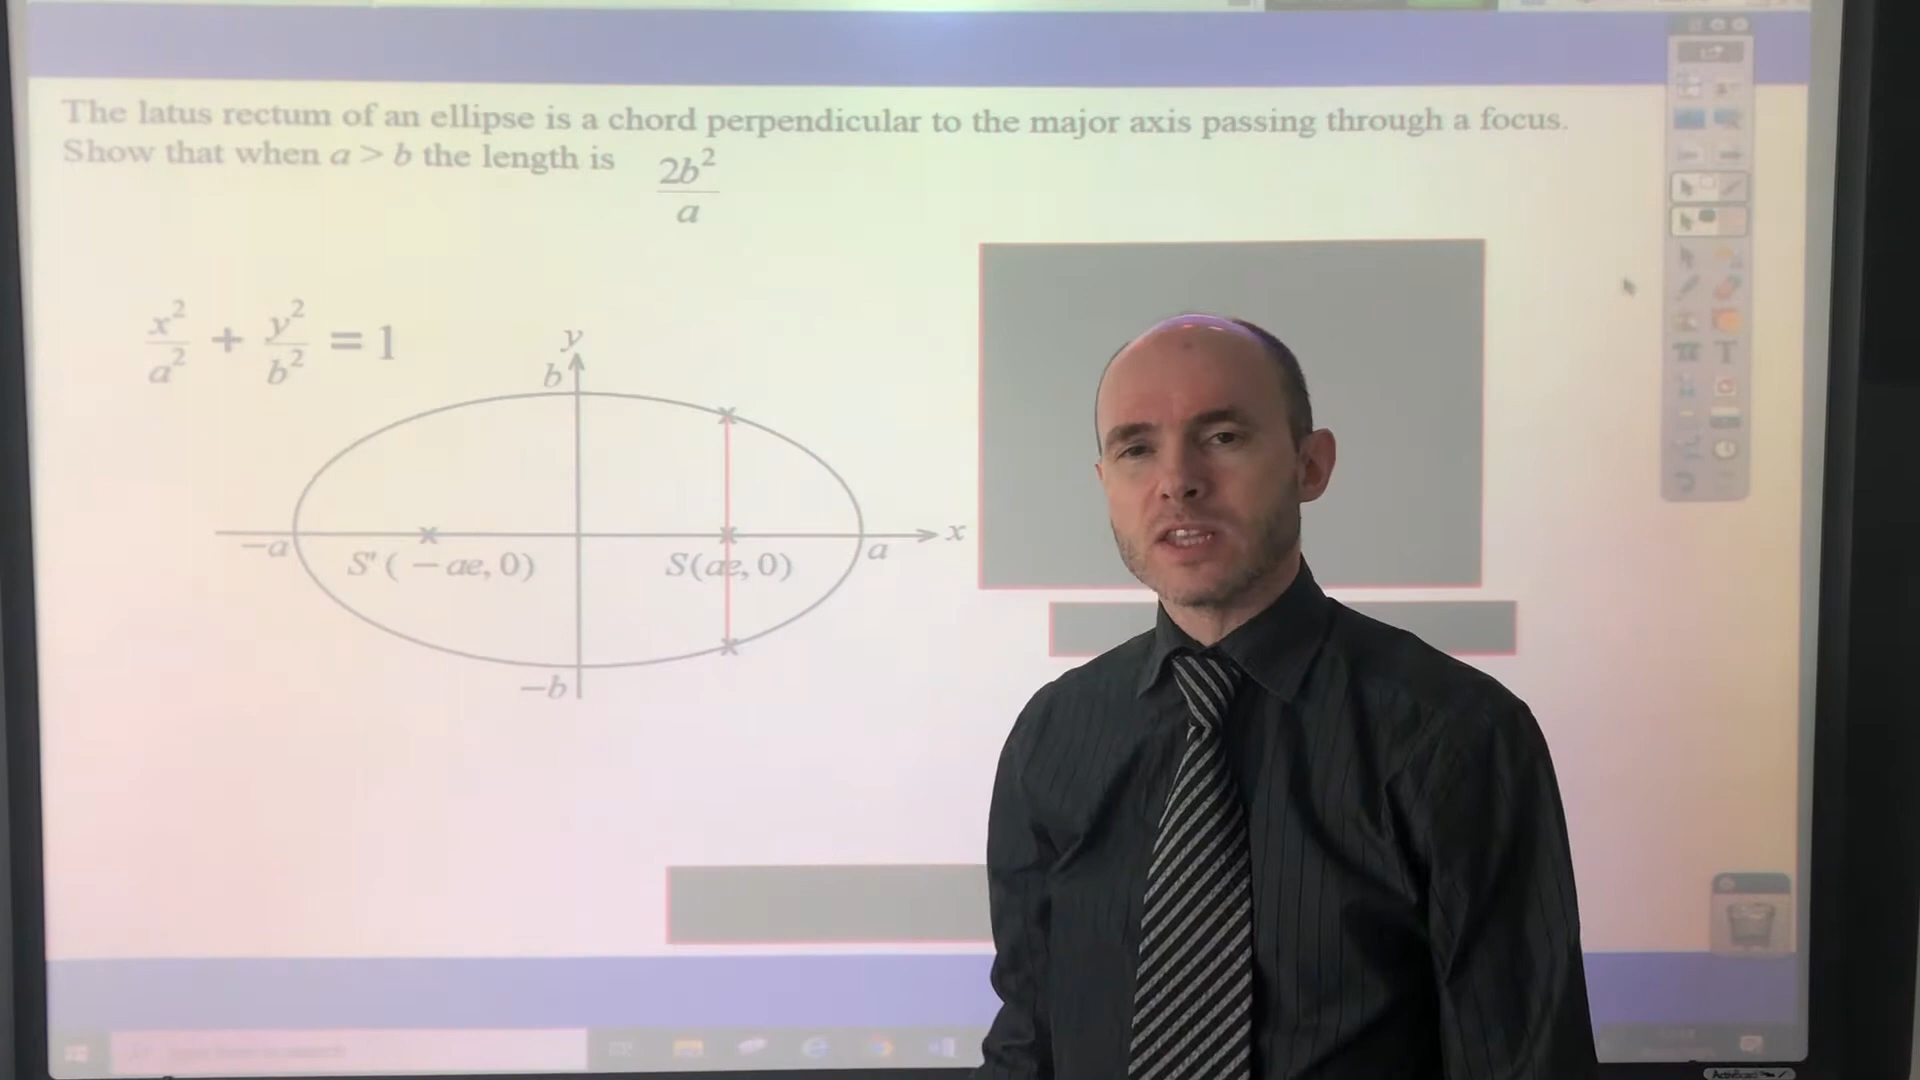 The latus rectum of an ellipse is a chord perpendicular to the major axis passing through a focus.
Show that when a > b the length is 2b²/a
x²/a² + y²/b² = 1
y
b
x
−a
S'(−ae, 0)
S(ae, 0)
a
−b
ActivBoard